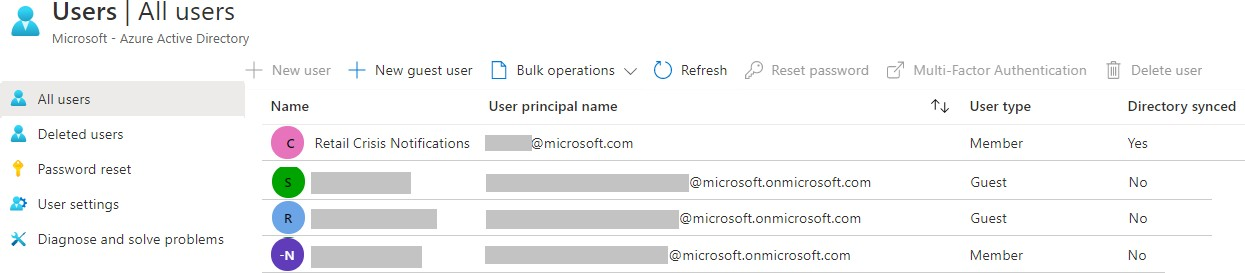 Users | All users
Microsoft - Azure Active Directory
New user New guest user Bulk operations Refresh Reset password Multi-Factor Authentication Delete user
All users
Deleted users
Password reset
User settings
Diagnose and solve problems
Name User principal name User type Directory synced
C Retail Crisis Notifications @microsoft.com Member Yes
S @microsoft.onmicrosoft.com Guest No
R @microsoft.onmicrosoft.com Guest No
-N @microsoft.onmicrosoft.com Member No